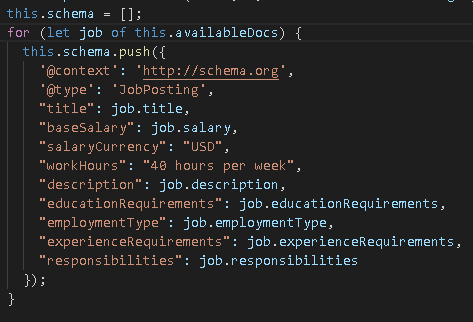 this.schema = [];
for (let job of this.availableDocs) {
  this.schema.push({
    '@context': 'http://schema.org',
    '@type': 'JobPosting',
    "title": job.title,
    "baseSalary": job.salary,
    "salaryCurrency": "USD",
    "workHours": "40 hours per week",
    "description": job.description,
    "educationRequirements": job.educationRequirements,
    "employmentType": job.employmentType,
    "experienceRequirements": job.experienceRequirements,
    "responsibilities": job.responsibilities
  });
}